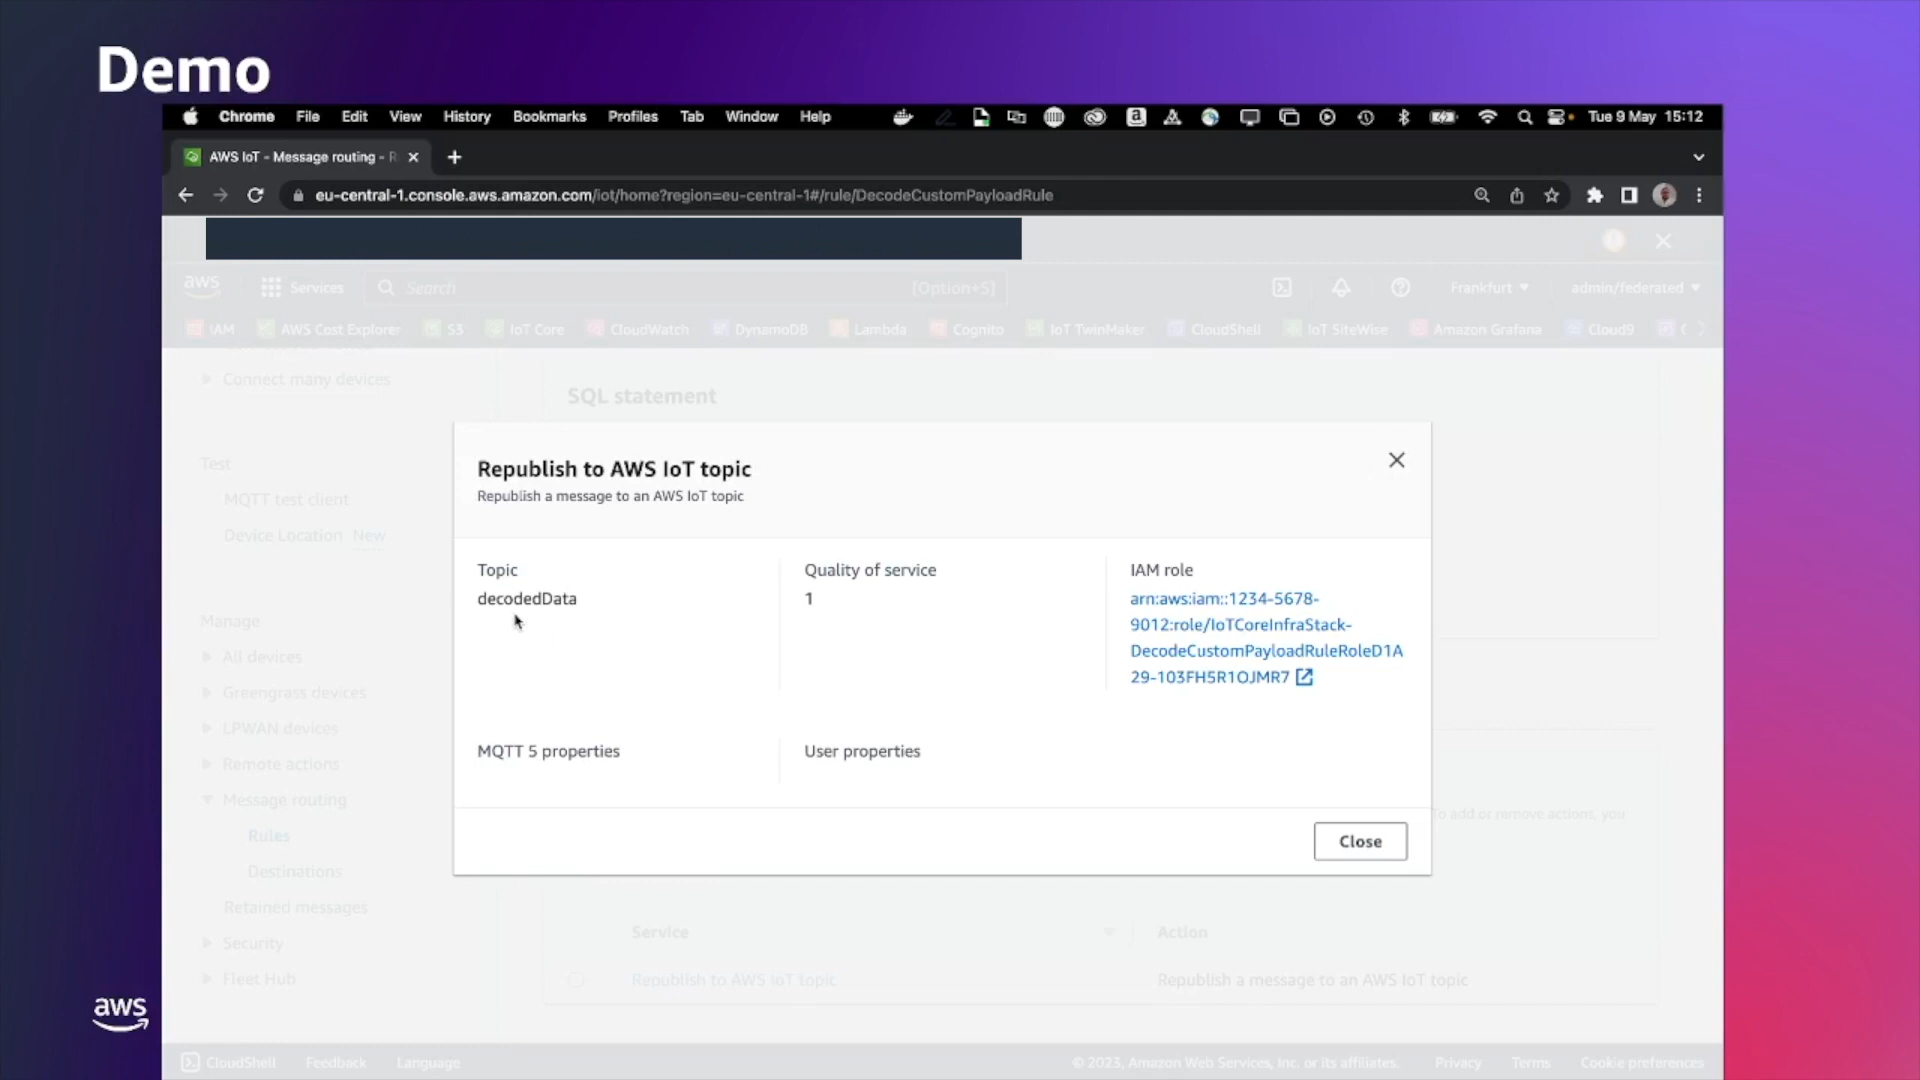 Demo
Chrome File Edit View History Bookmarks Profiles Tab Window Help Tue 9 May 15:12
AWS IoT - Message routing - R
eu-central-1.console.aws.amazon.com/iot/home?region=eu-central-1#/rule/DecodeCustomPayloadRule
aws Services Search [Option+S] Frankfurt admin/federated
IAM AWS Cost Explorer S3 IoT Core CloudWatch DynamoDB Lambda Cognito IoT TwinMaker CloudShell IoT SiteWise Amazon Grafana Cloud9
Connect many devices
SQL statement
Test
MQTT test client
Device Location New
Manage
All devices
Greengrass devices
LPWAN devices
Remote actions
Message routing
Rules
Destinations
Retained messages
Security
Fleet Hub
Republish to AWS IoT topic
Republish a message to an AWS IoT topic
Topic
decodedData
Quality of service
1
IAM role
arn:aws:iam::1234-5678-
9012:role/IoTCoreInfraStack-
DecodeCustomPayloadRuleRoleD1A
29-103FH5R1OJMR7
MQTT 5 properties
User properties
Close
To add or remove actions, you
Service Action
Republish to AWS IoT topic Republish a message to an AWS IoT topic
aws
CloudShell Feedback Language © 2023, Amazon Web Services, Inc. or its affiliates. Privacy Terms Cookie preferences